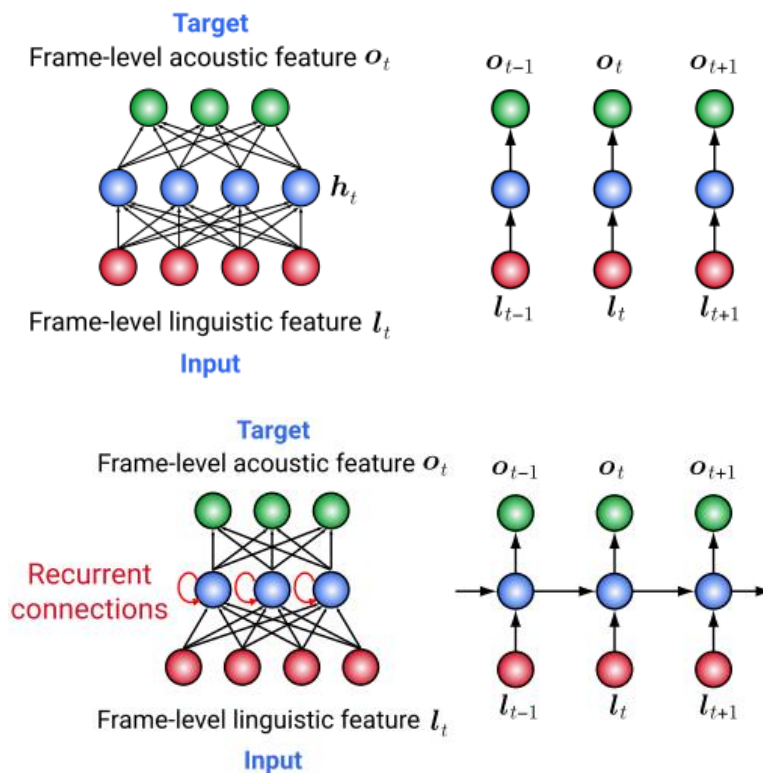 Target
Frame-level acoustic feature o_t
o_{t−1} o_t o_{t+1}
h_t
l_{t−1} l_t l_{t+1}
Frame-level linguistic feature l_t
Input
Target
Frame-level acoustic feature o_t
o_{t−1} o_t o_{t+1}
Recurrent
connections
l_{t−1} l_t l_{t+1}
Frame-level linguistic feature l_t
Input